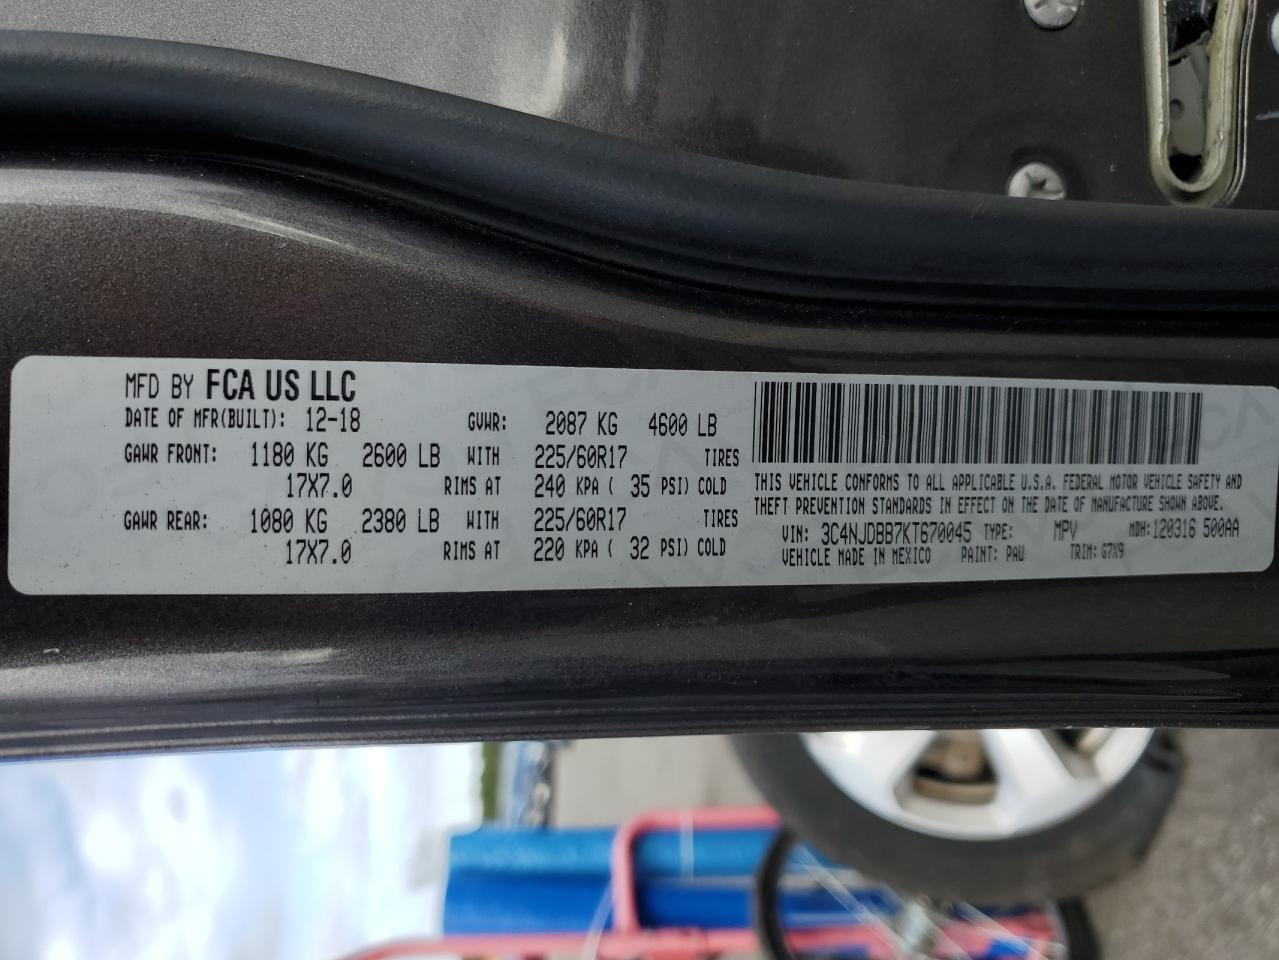 MFD BY FCA US LLC
DATE OF MFR(BUILT): 12-18 GVWR: 2087 KG 4600 LB
GAWR FRONT: 1180 KG 2600 LB WITH 225/60R17 TIRES
17X7.0 RIMS AT 240 KPA ( 35 PSI) COLD
GAWR REAR: 1080 KG 2380 LB WITH 225/60R17 TIRES
17X7.0 RIMS AT 220 KPA ( 32 PSI) COLD
THIS VEHICLE CONFORMS TO ALL APPLICABLE U.S.A. FEDERAL MOTOR VEHICLE SAFETY AND
THEFT PREVENTION STANDARDS IN EFFECT ON THE DATE OF MANUFACTURE SHOWN ABOVE.
VIN: 3C4NJDBB7KT670045 TYPE: MPV MDH:120316 500AA
VEHICLE MADE IN MEXICO PAINT: PAU TRIM: G7X9